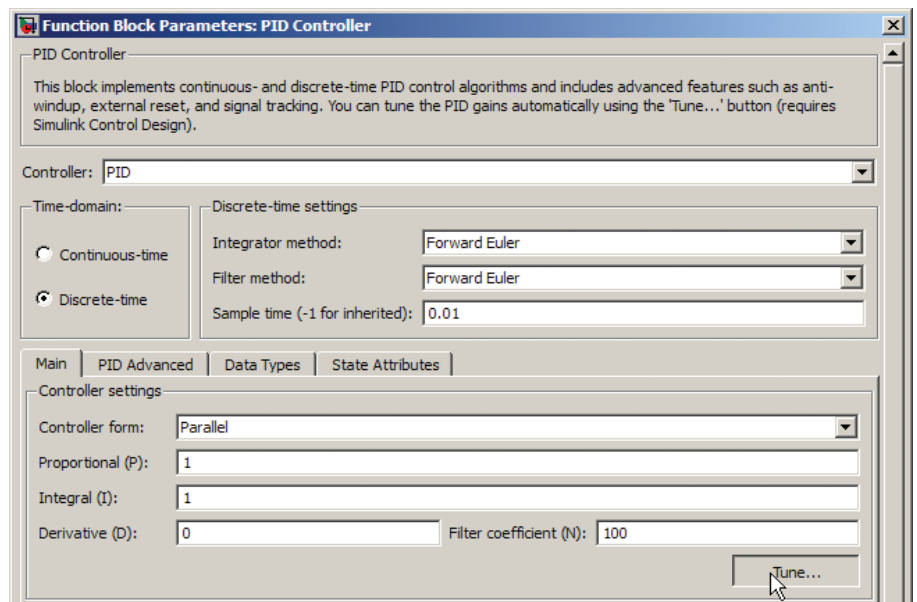 Function Block Parameters: PID Controller
PID Controller
This block implements continuous- and discrete-time PID control algorithms and includes advanced features such as anti-
windup, external reset, and signal tracking. You can tune the PID gains automatically using the 'Tune...' button (requires
Simulink Control Design).
Controller: PID
Time-domain:
Continuous-time
Discrete-time
Discrete-time settings
Integrator method: Forward Euler
Filter method: Forward Euler
Sample time (-1 for inherited): 0.01
Main PID Advanced Data Types State Attributes
Controller settings
Controller form: Parallel
Proportional (P): 1
Integral (I): 1
Derivative (D): 0 Filter coefficient (N): 100
Tune...